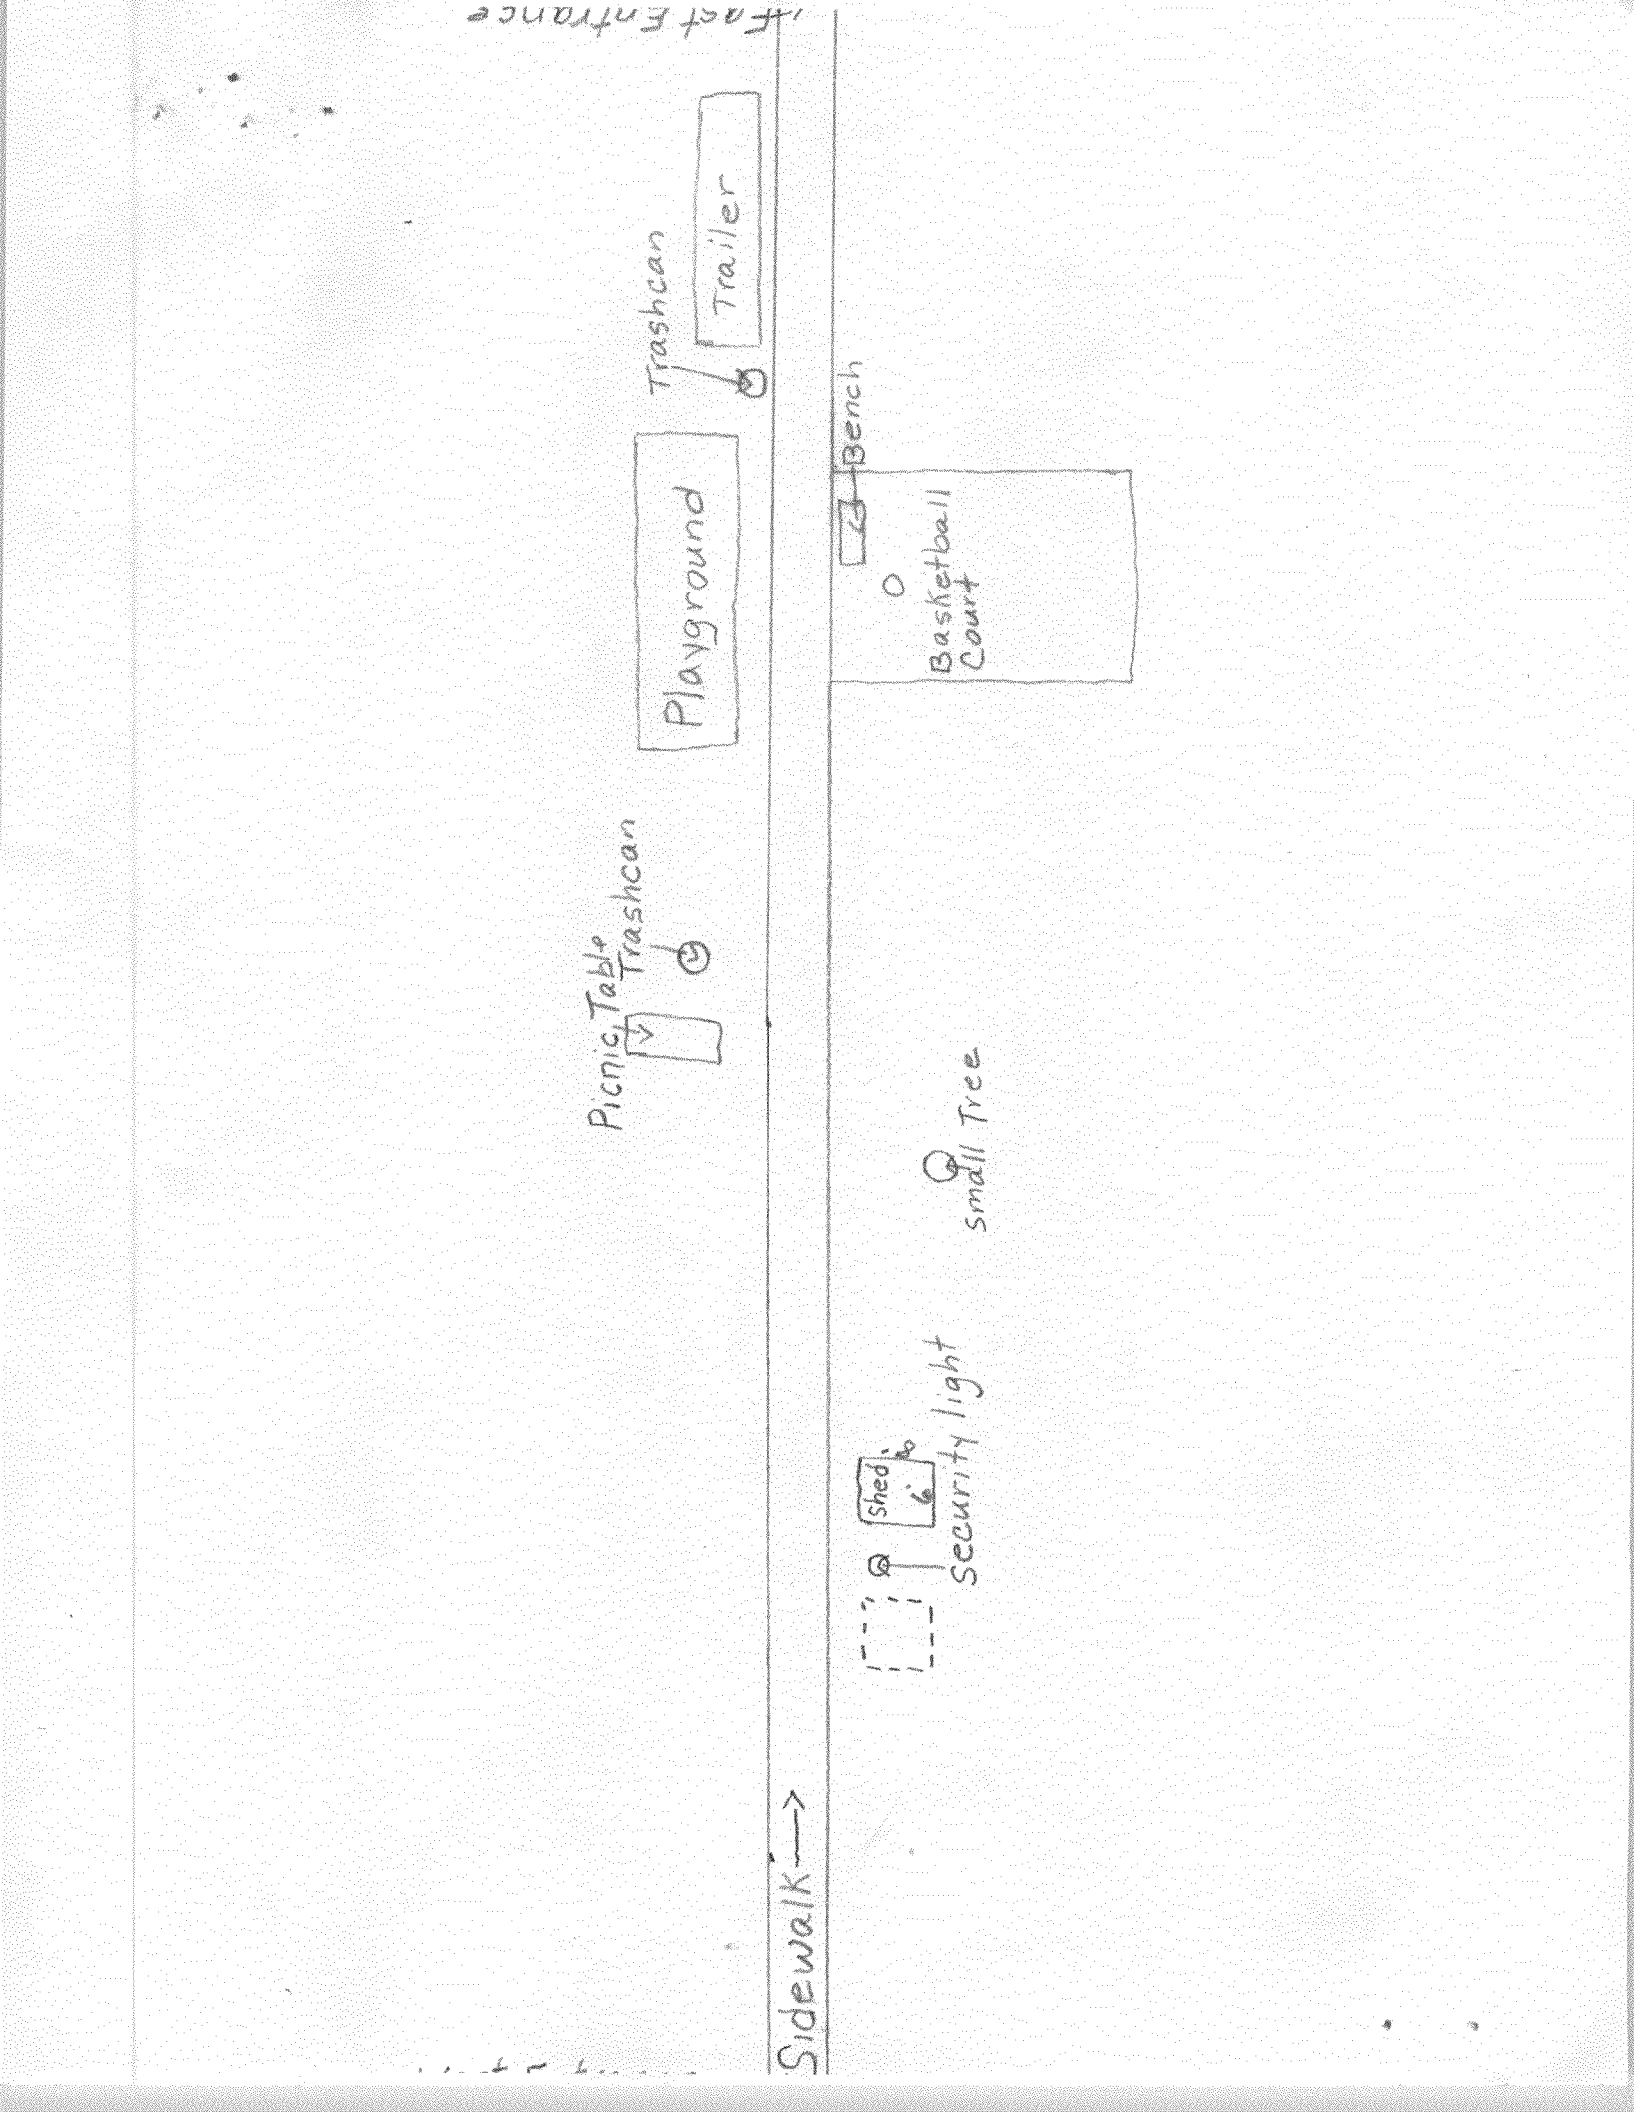 East Entrance
Trailer
Trashcan
Bench
Playground
Basketball
Court
Trashcan
Picnic Table
Small Tree
Security light
Shed
Sidewalk